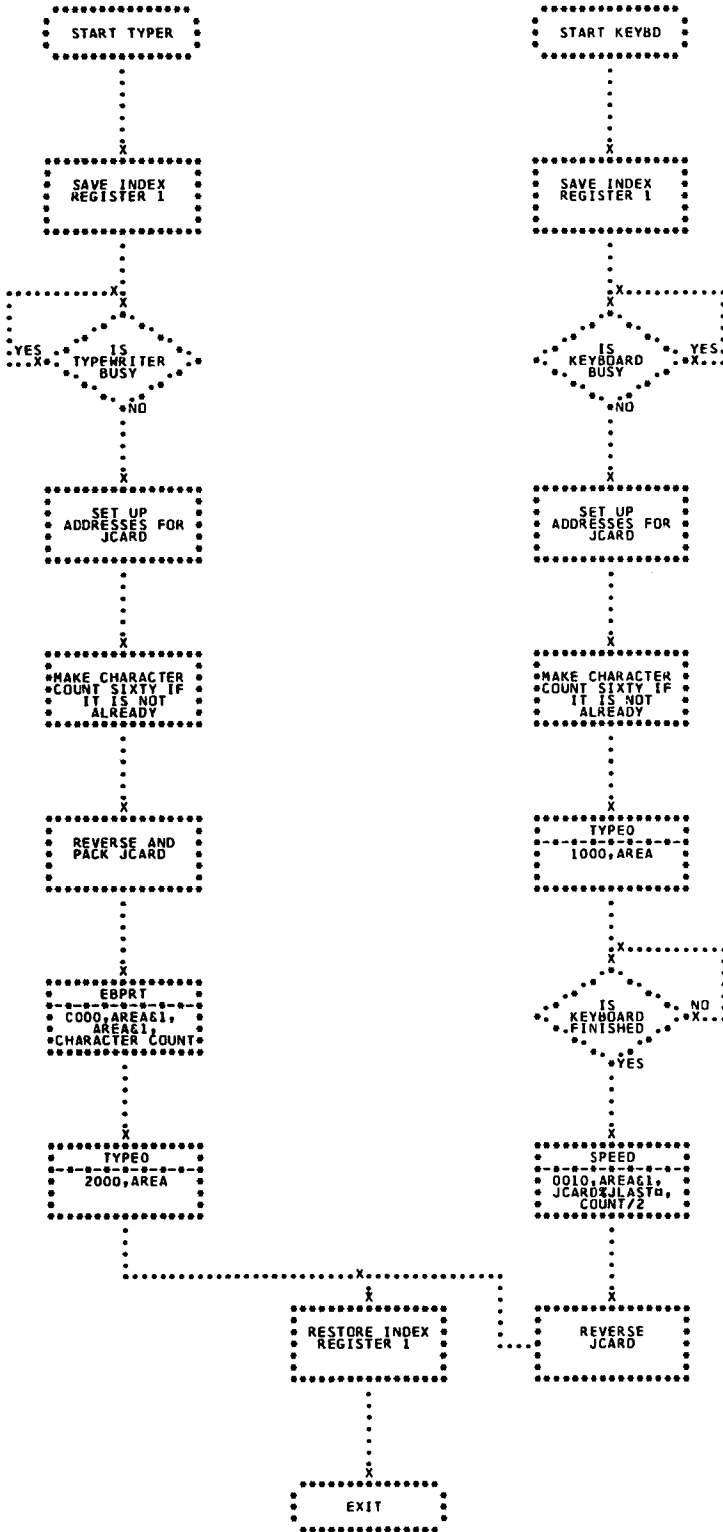 START TYPER
SAVE INDEX
REGISTER 1
YES
IS
TYPEWRITER
BUSY
NO
SET UP
ADDRESSES FOR
JCARD
MAKE CHARACTER
COUNT SIXTY IF
IT IS NOT
ALREADY
REVERSE AND
PACK JCARD
EBPRT
C000,AREA&1,
AREA&1,
CHARACTER COUNT
TYPE0
2000,AREA
START KEYBD
SAVE INDEX
REGISTER 1
IS
KEYBOARD
BUSY
YES
NO
SET UP
ADDRESSES FOR
JCARD
MAKE CHARACTER
COUNT SIXTY IF
IT IS NOT
ALREADY
TYPE0
1000,AREA
IS
KEYBOARD
FINISHED
NO
YES
SPEED
0010,AREA&1,
JCARD%JLAST¤,
COUNT/2
REVERSE
JCARD
RESTORE INDEX
REGISTER 1
EXIT